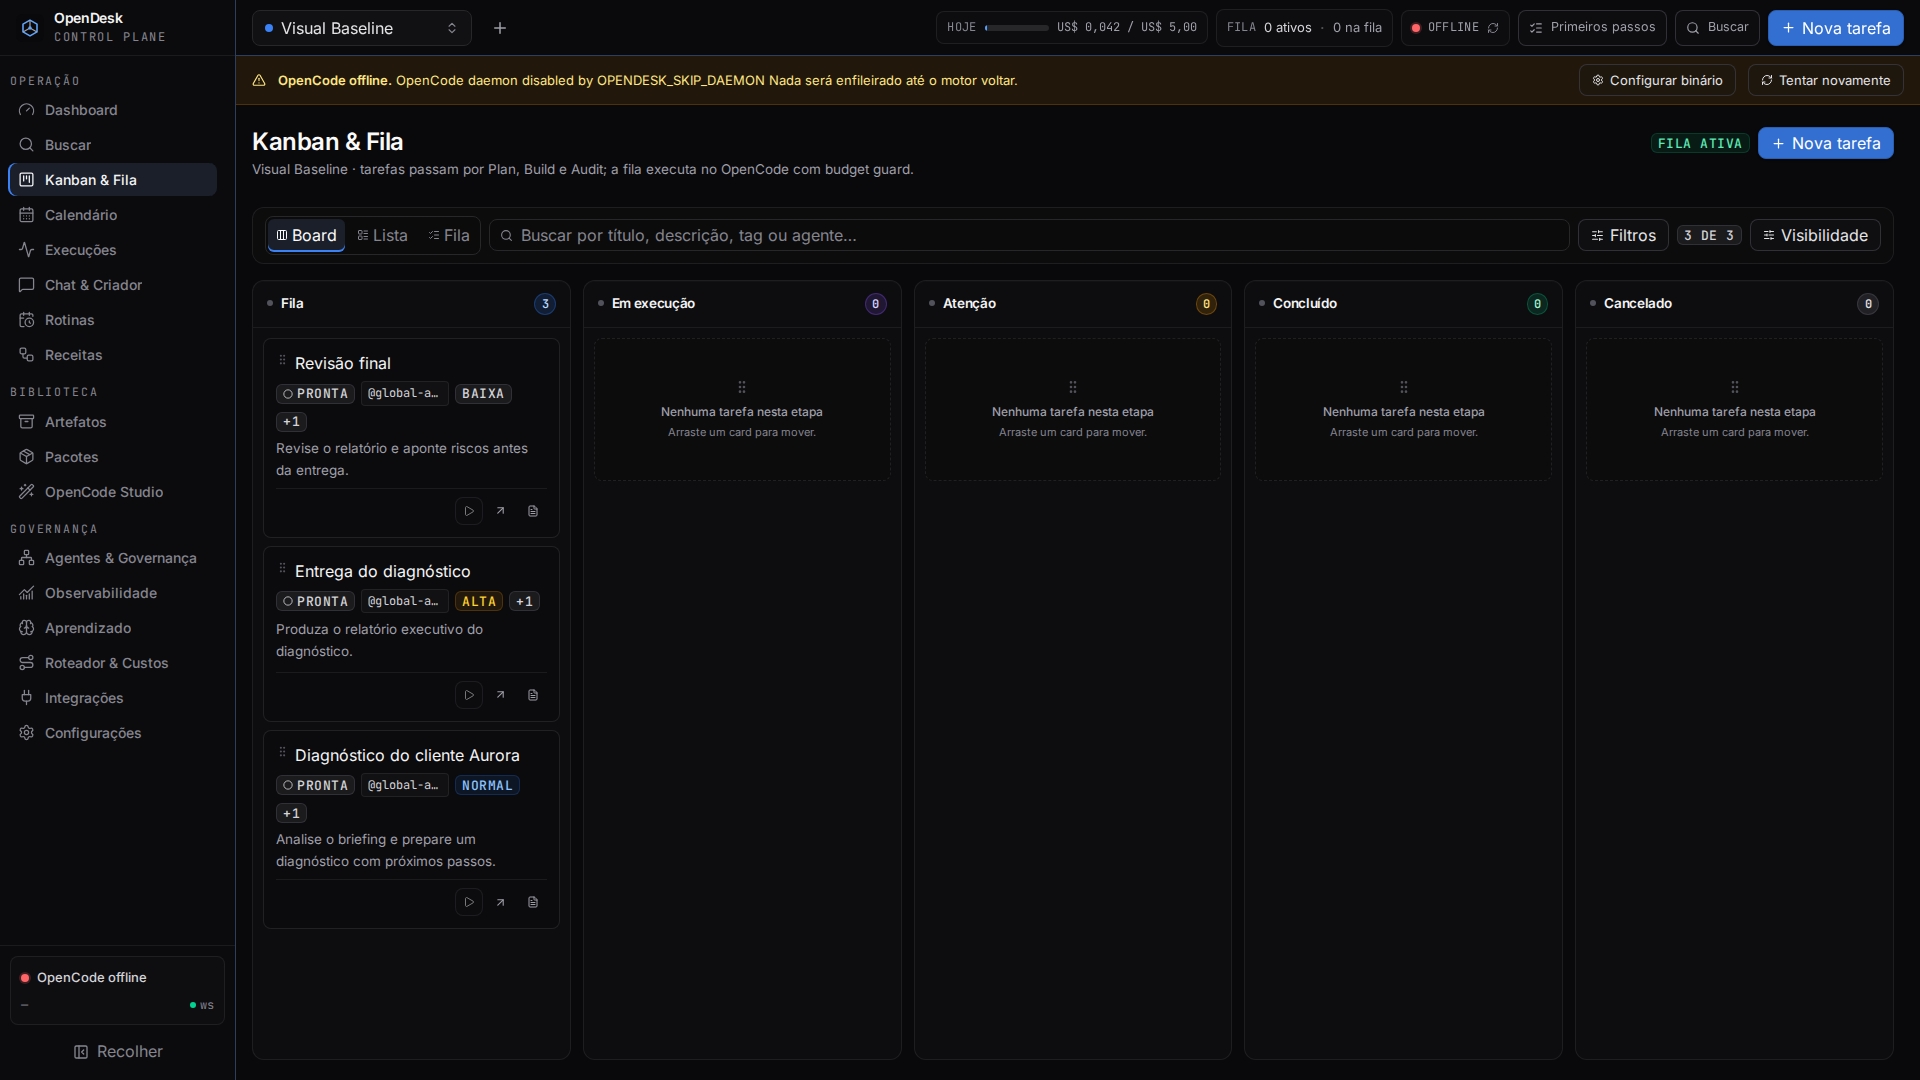 OpenDesk
CONTROL PLANE
Visual Baseline
HOJE US$ 0,042 / US$ 5,00
FILA 0 ativos · 0 na fila
OFFLINE
Primeiros passos
Buscar
Nova tarefa
OpenCode offline. OpenCode daemon disabled by OPENDESK_SKIP_DAEMON Nada será enfileirado até o motor voltar.
Configurar binário
Tentar novamente
OPERAÇÃO
Dashboard
Buscar
Kanban & Fila
Calendário
Execuções
Chat & Criador
Rotinas
Receitas
BIBLIOTECA
Artefatos
Pacotes
OpenCode Studio
GOVERNANÇA
Agentes & Governança
Observabilidade
Aprendizado
Roteador & Custos
Integrações
Configurações
OpenCode offline
— ws
Recolher
Kanban & Fila
Visual Baseline · tarefas passam por Plan, Build e Audit; a fila executa no OpenCode com budget guard.
FILA ATIVA
Nova tarefa
Board
Lista
Fila
Buscar por título, descrição, tag ou agente...
Filtros
3 DE 3
Visibilidade
Fila 3
Revisão final
PRONTA @global-a... BAIXA
+1
Revise o relatório e aponte riscos antes
da entrega.
Entrega do diagnóstico
PRONTA @global-a... ALTA +1
Produza o relatório executivo do
diagnóstico.
Diagnóstico do cliente Aurora
PRONTA @global-a... NORMAL
+1
Analise o briefing e prepare um
diagnóstico com próximos passos.
Em execução 0
Nenhuma tarefa nesta etapa
Arraste um card para mover.
Atenção 0
Nenhuma tarefa nesta etapa
Arraste um card para mover.
Concluído 0
Nenhuma tarefa nesta etapa
Arraste um card para mover.
Cancelado 0
Nenhuma tarefa nesta etapa
Arraste um card para mover.